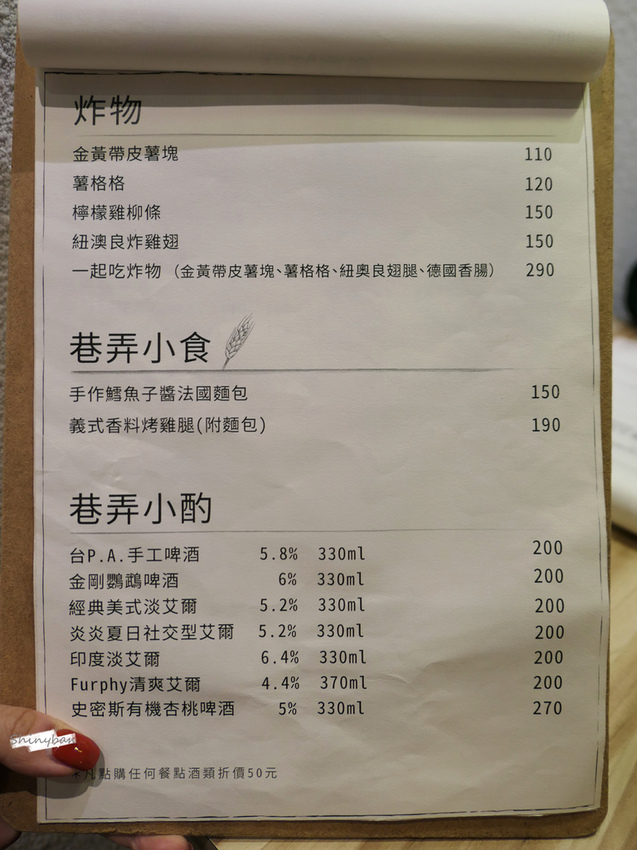 炸物
金黃帶皮薯塊 110
薯格格 120
檸檬雞柳條 150
紐澳良炸雞翅 150
一起吃炸物（金黃帶皮薯塊、薯格格、紐奧良翅腿、德國香腸） 290
巷弄小食
手作鱈魚子醬法國麵包 150
義式香料烤雞腿(附麵包) 190
巷弄小酌
台P.A.手工啤酒 5.8% 330ml 200
金剛鸚鵡啤酒 6% 330ml 200
經典美式淡艾爾 5.2% 330ml 200
炎炎夏日社交型艾爾 5.2% 330ml 200
印度淡艾爾 6.4% 330ml 200
Furphy清爽艾爾 4.4% 370ml 200
史密斯有機杏桃啤酒 5% 330ml 270
shinyban
*凡點購任何餐點酒類折價50元